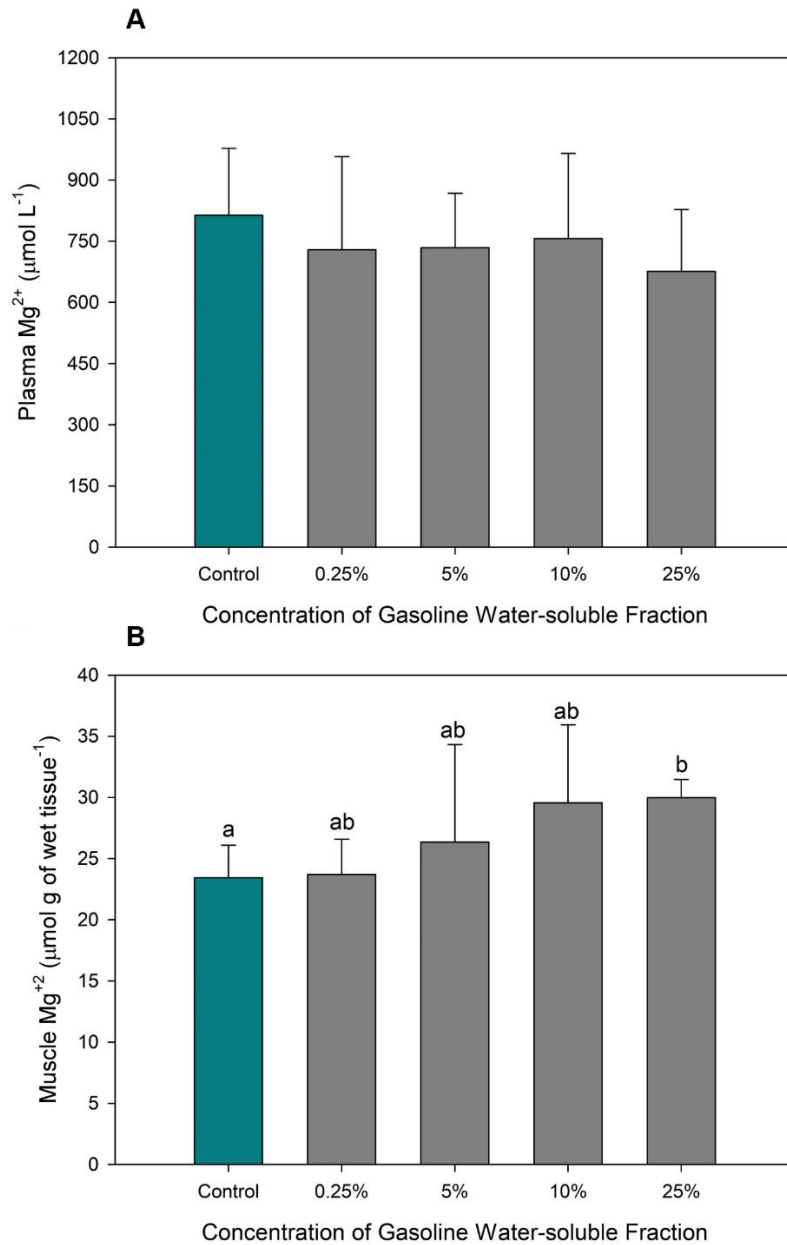 A
1200
1050
900
750
600
450
300
150
0
Plasma Mg²⁺ (μmol L⁻¹)
Control 0.25% 5% 10% 25%
Concentration of Gasoline Water-soluble Fraction
B
40
35
30
25
20
15
10
5
0
Muscle Mg⁺² (μmol g of wet tissue⁻¹)
a ab ab ab b
Control 0.25% 5% 10% 25%
Concentration of Gasoline Water-soluble Fraction